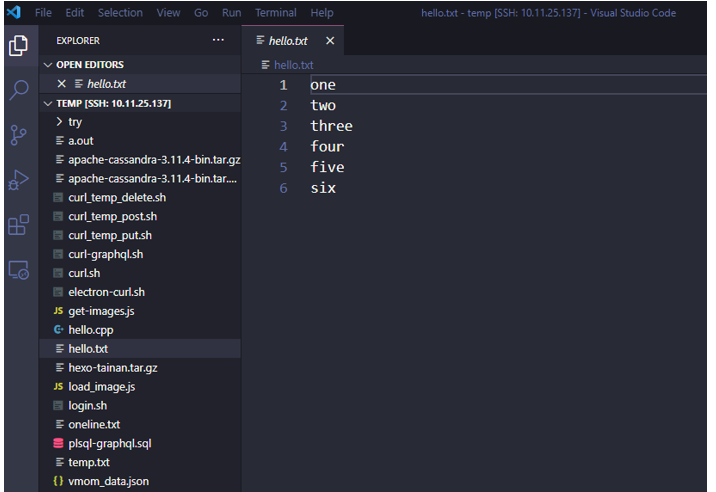 File Edit Selection View Go Run Terminal Help hello.txt - temp [SSH: 10.11.25.137] - Visual Studio Code
EXPLORER ...
OPEN EDITORS
hello.txt
TEMP [SSH: 10.11.25.137]
try
a.out
apache-cassandra-3.11.4-bin.tar.gz
apache-cassandra-3.11.4-bin.tar....
curl_temp_delete.sh
curl_temp_post.sh
curl_temp_put.sh
curl-graphql.sh
curl.sh
electron-curl.sh
JS get-images.js
hello.cpp
hello.txt
hexo-tainan.tar.gz
JS load_image.js
login.sh
oneline.txt
plsql-graphql.sql
temp.txt
{ } vmom_data.json
hello.txt
hello.txt
1 one
2 two
3 three
4 four
5 five
6 six